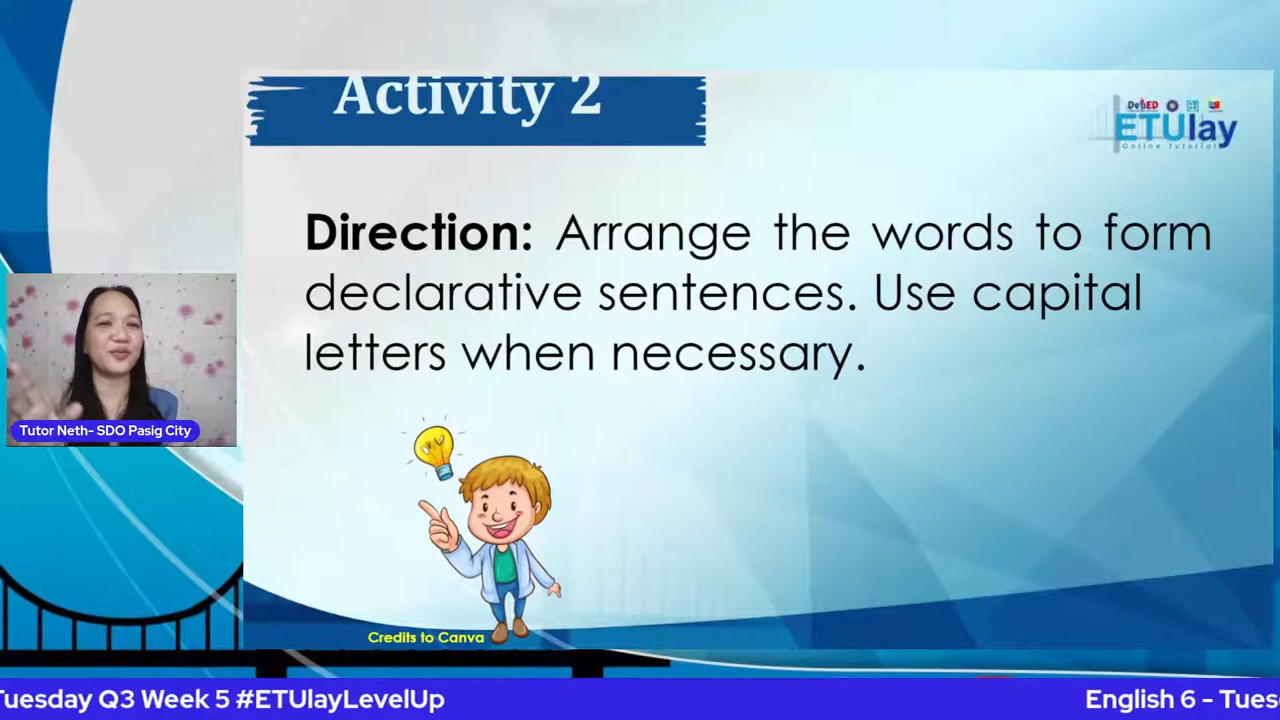 Activity 2
DepED
ETUlay
Online Tutorial
Direction: Arrange the words to form
declarative sentences. Use capital
letters when necessary.
Tutor Neth- SDO Pasig City
Credits to Canva
Tuesday Q3 Week 5 #ETUlayLevelUp
English 6 - Tues